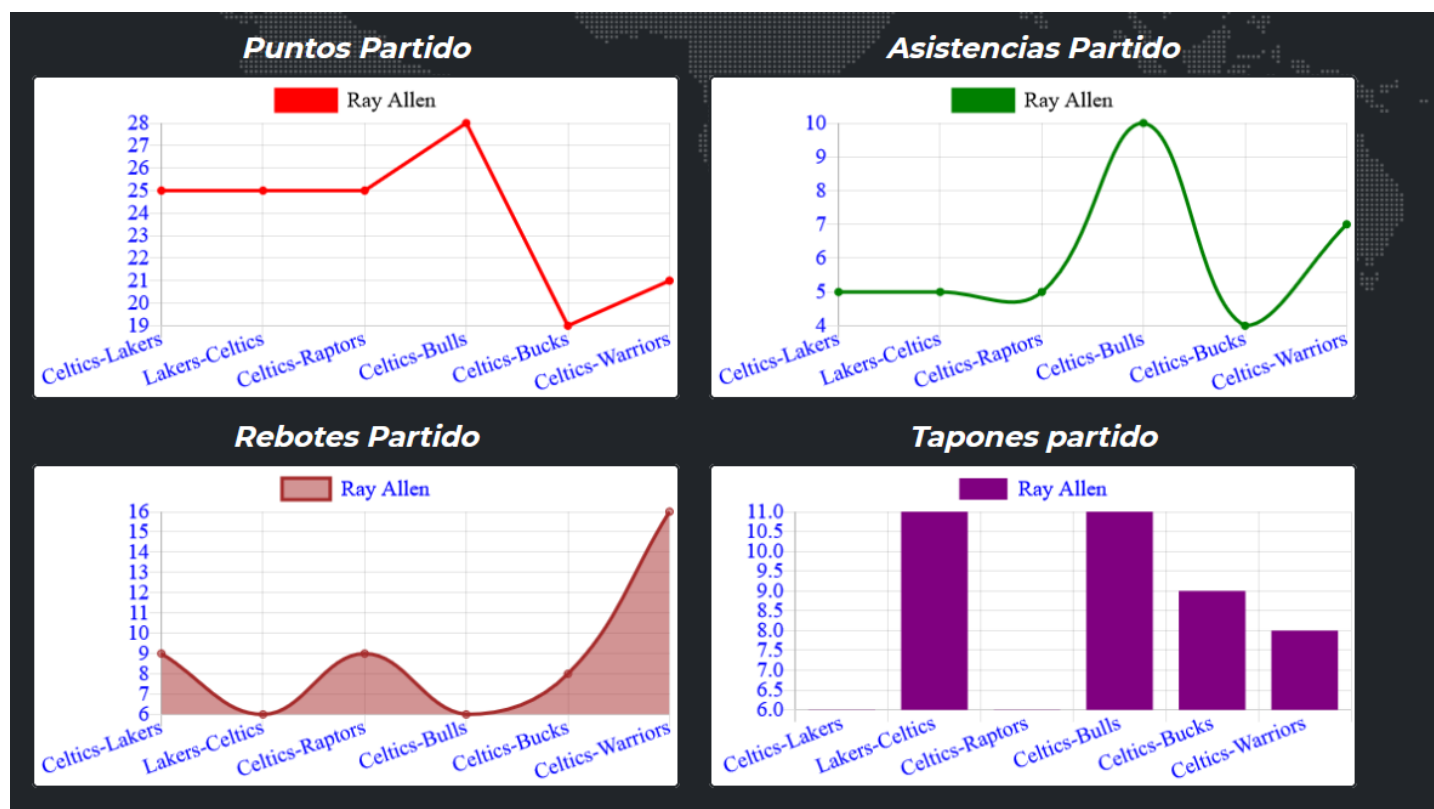 Puntos Partido
Asistencias Partido
Ray Allen
28
27
26
25
24
23
22
21
20
19
Celtics-Lakers
Lakers-Celtics
Celtics-Raptors
Celtics-Bulls
Celtics-Bucks
Celtics-Warriors
Ray Allen
10
9
8
7
6
5
4
Celtics-Lakers
Lakers-Celtics
Celtics-Raptors
Celtics-Bulls
Celtics-Bucks
Celtics-Warriors
Rebotes Partido
Tapones partido
Ray Allen
16
15
14
13
12
11
10
9
8
7
6
Celtics-Lakers
Lakers-Celtics
Celtics-Raptors
Celtics-Bulls
Celtics-Bucks
Celtics-Warriors
Ray Allen
11.0
10.5
10.0
9.5
9.0
8.5
8.0
7.5
7.0
6.5
6.0
Celtics-Lakers
Lakers-Celtics
Celtics-Raptors
Celtics-Bulls
Celtics-Bucks
Celtics-Warriors